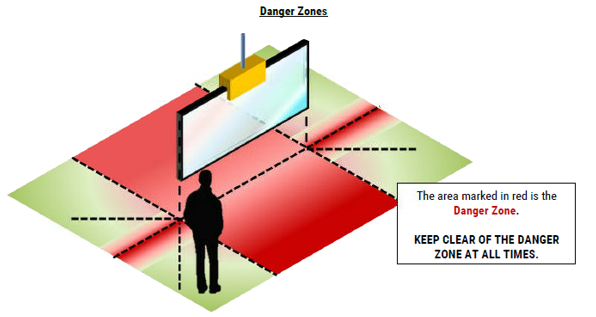 Danger Zones
The area marked in red is the
Danger Zone.
KEEP CLEAR OF THE DANGER
ZONE AT ALL TIMES.